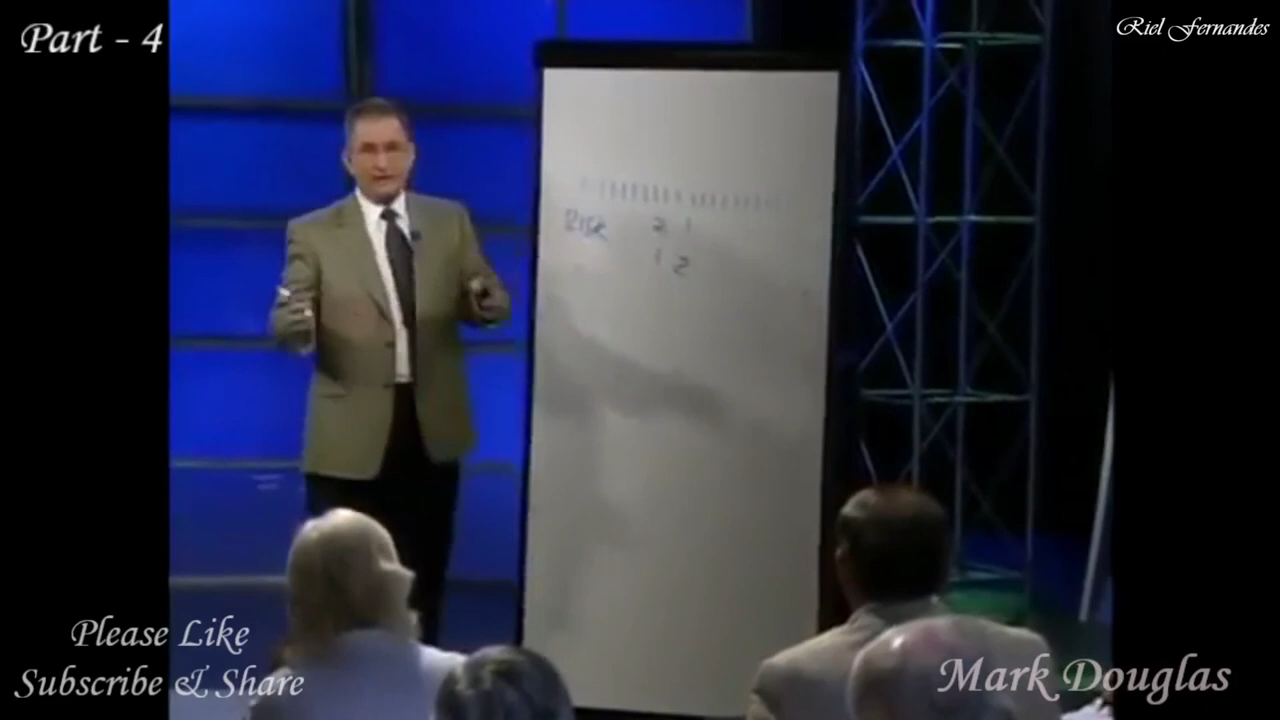 Part - 4
Riel Fernandes
RISK 2 1
1 2
Please Like
Subscribe & Share
Mark Douglas